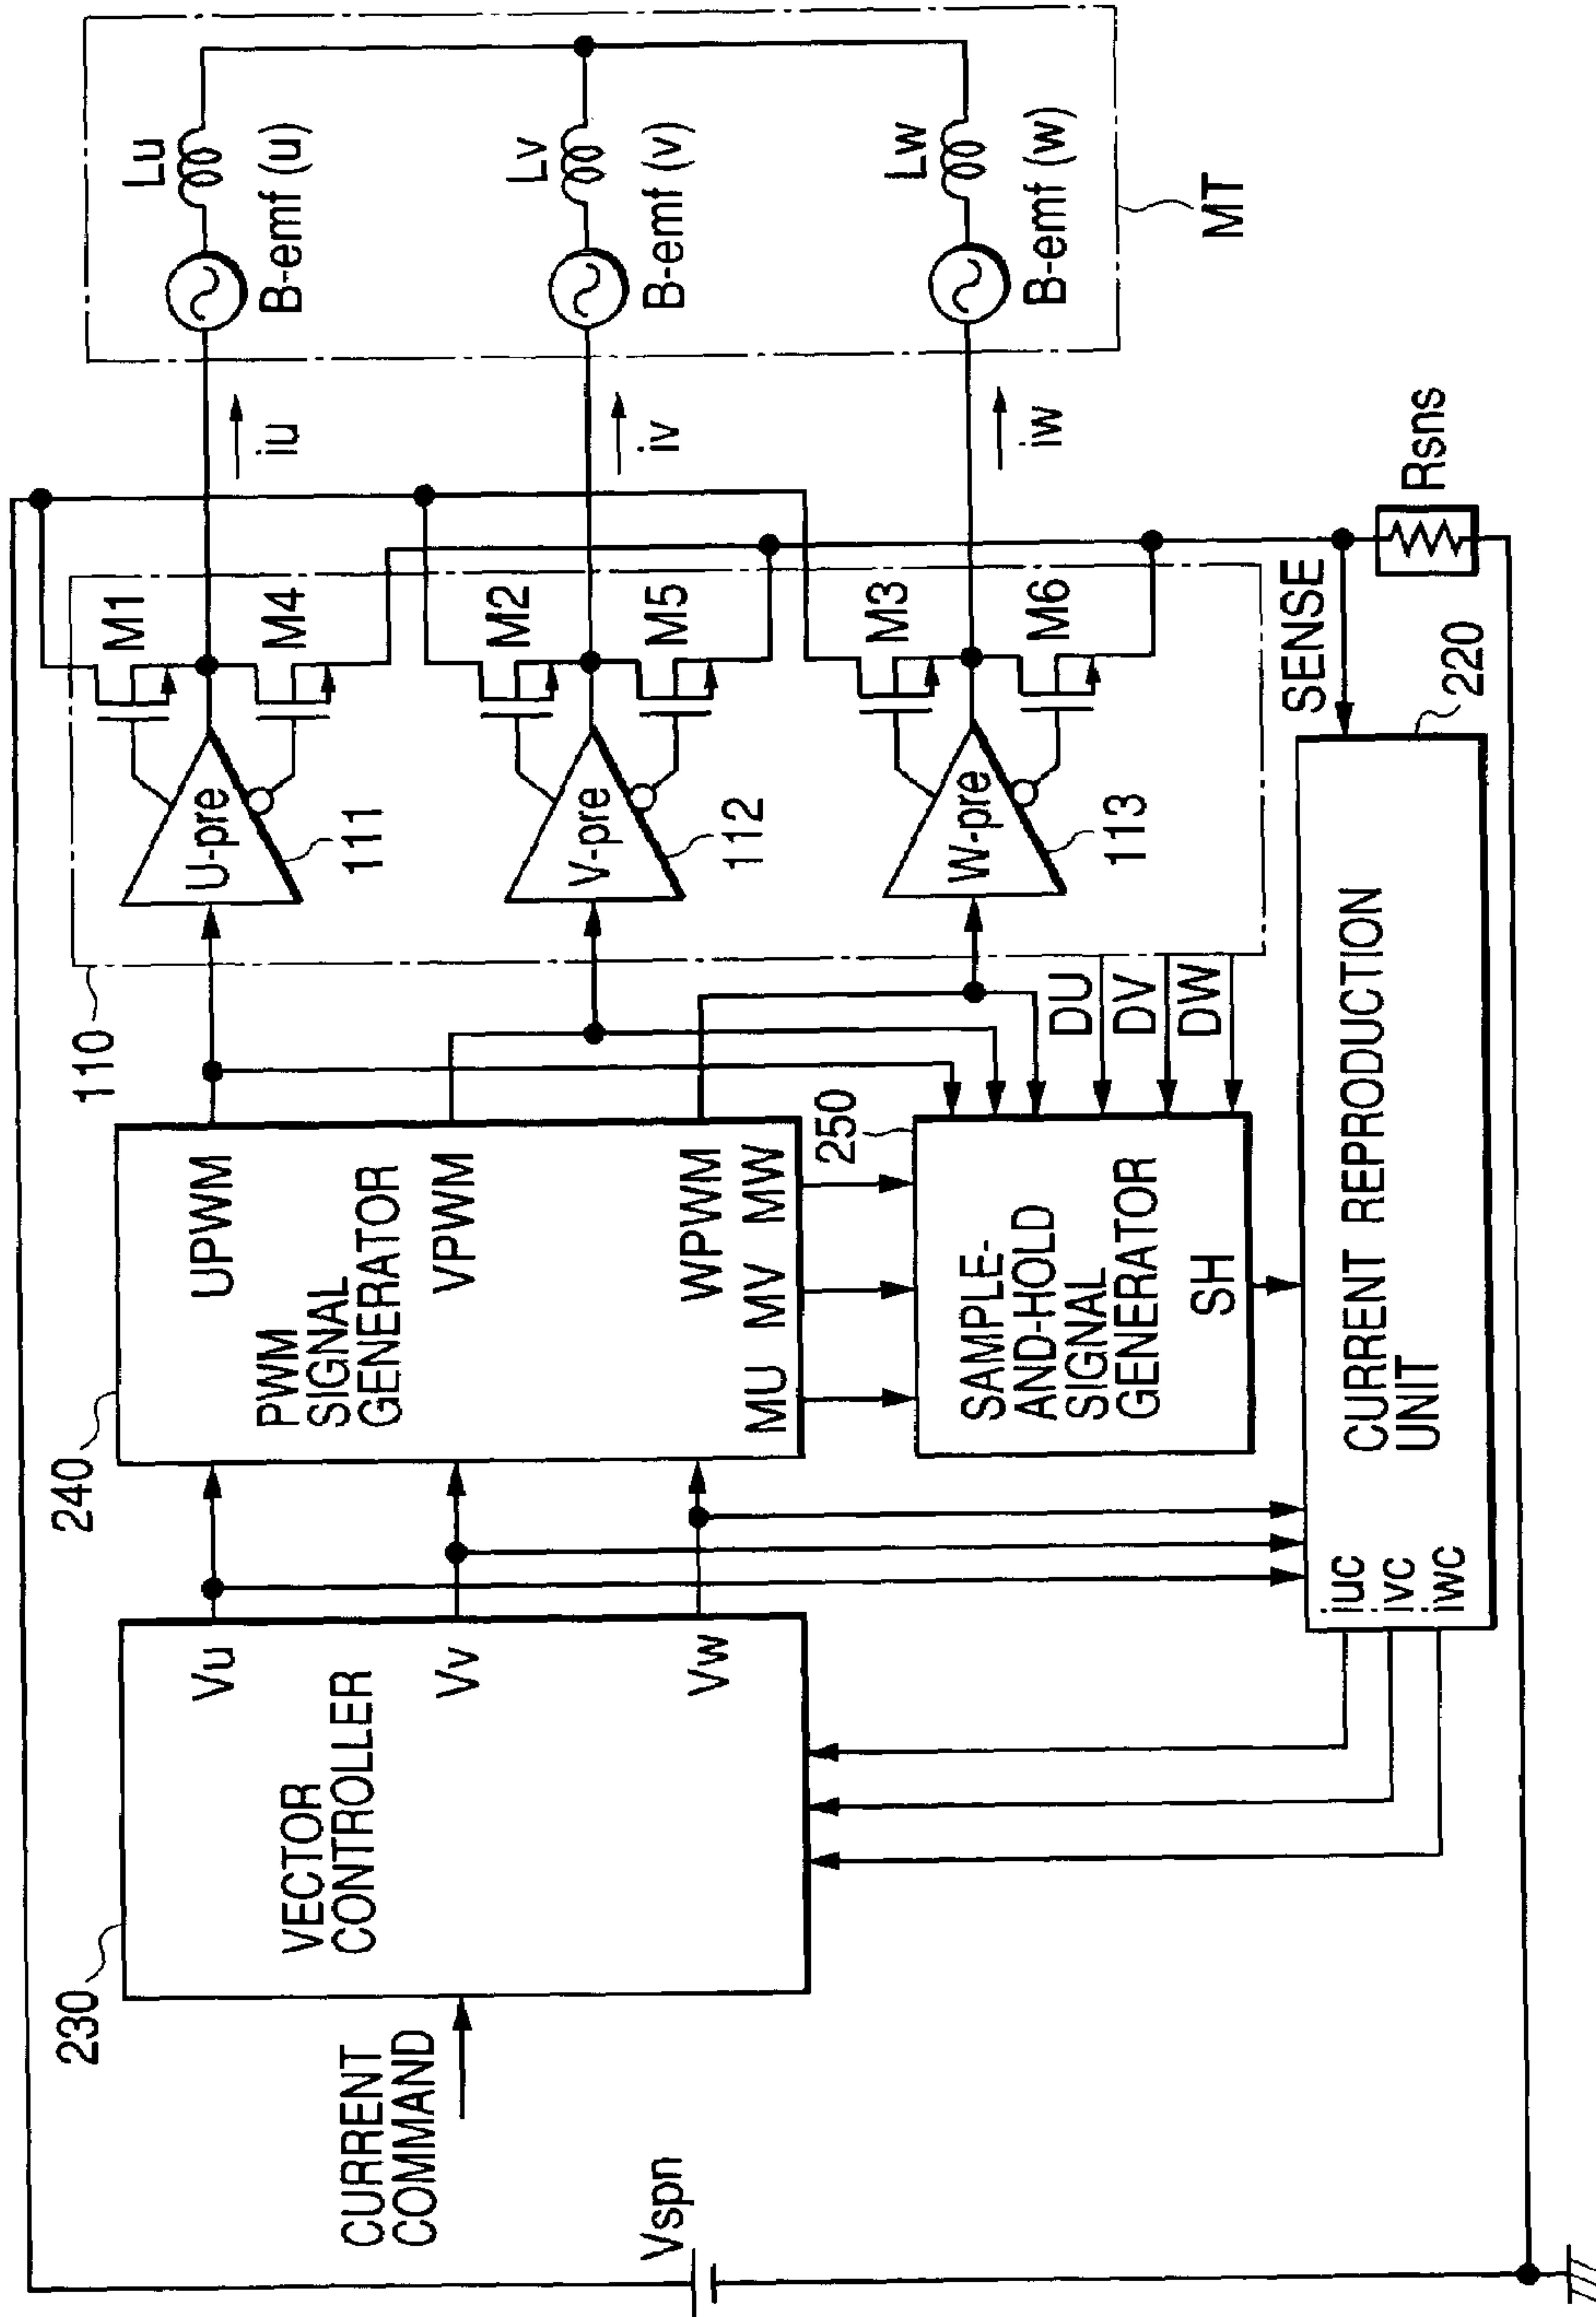 230
VECTOR
CONTROLLER
Vu
Vv
Vw
CURRENT
COMMAND
Vspn
240
PWM
SIGNAL
GENERATOR
UPWM
VPWM
WPWM
MU MV MW
250
SAMPLE-
AND-HOLD
SIGNAL
GENERATOR
SH
DU
DV
DW
110
U-pre
111
M1
M4
V-pre
112
M2
M5
W-pre
113
M3
M6
iu
iv
iw
Lu
B-emf (u)
Lv
B-emf (v)
Lw
B-emf (w)
MT
SENSE
Rsns
220
CURRENT REPRODUCTION
UNIT
iuc
ivc
iwc